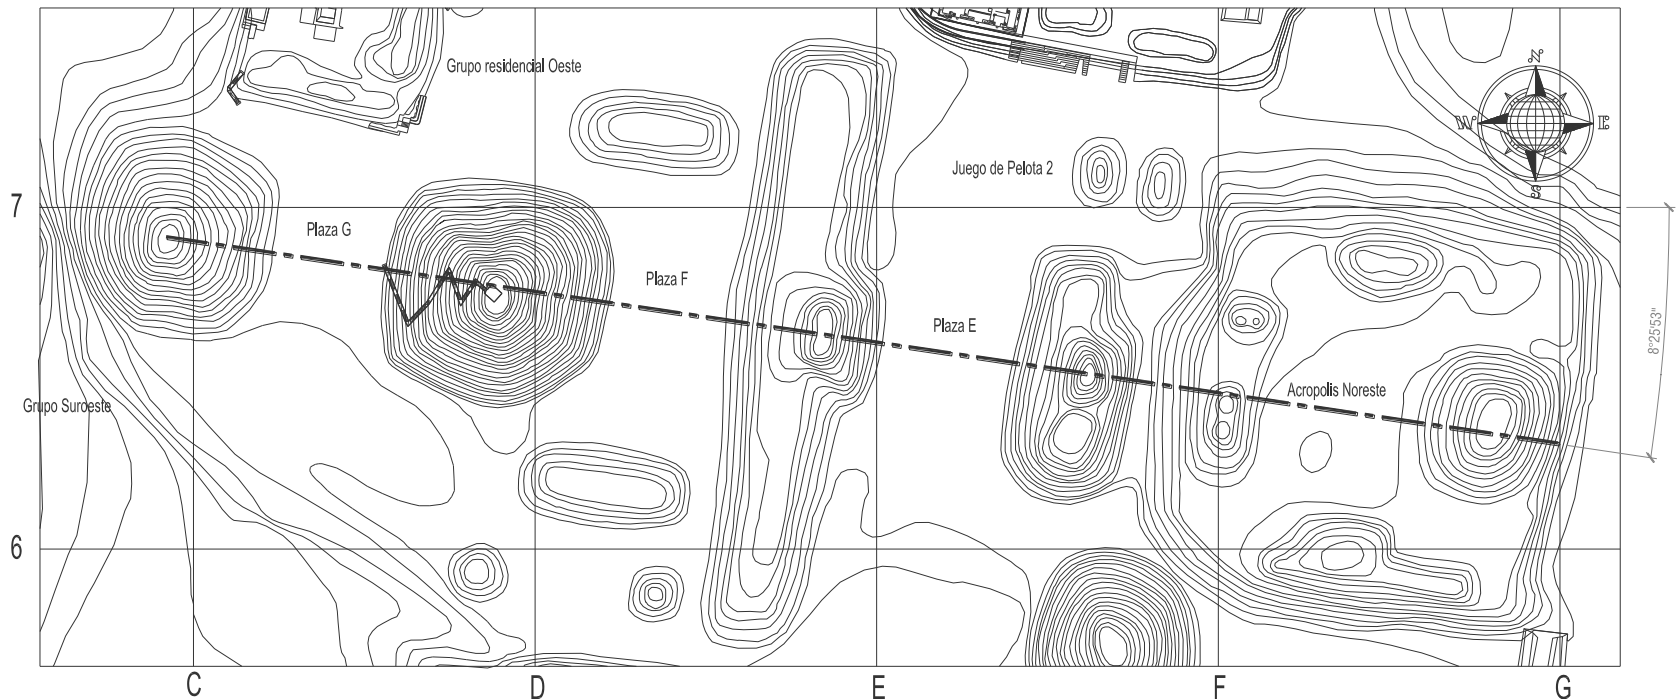 Grupo residencial Oeste
N
W
E
S
Juego de Pelota 2
7
Plaza G
Plaza F
Plaza E
8°25'53"
Acropolis Noreste
Grupo Suroeste
6
C
D
E
F
G